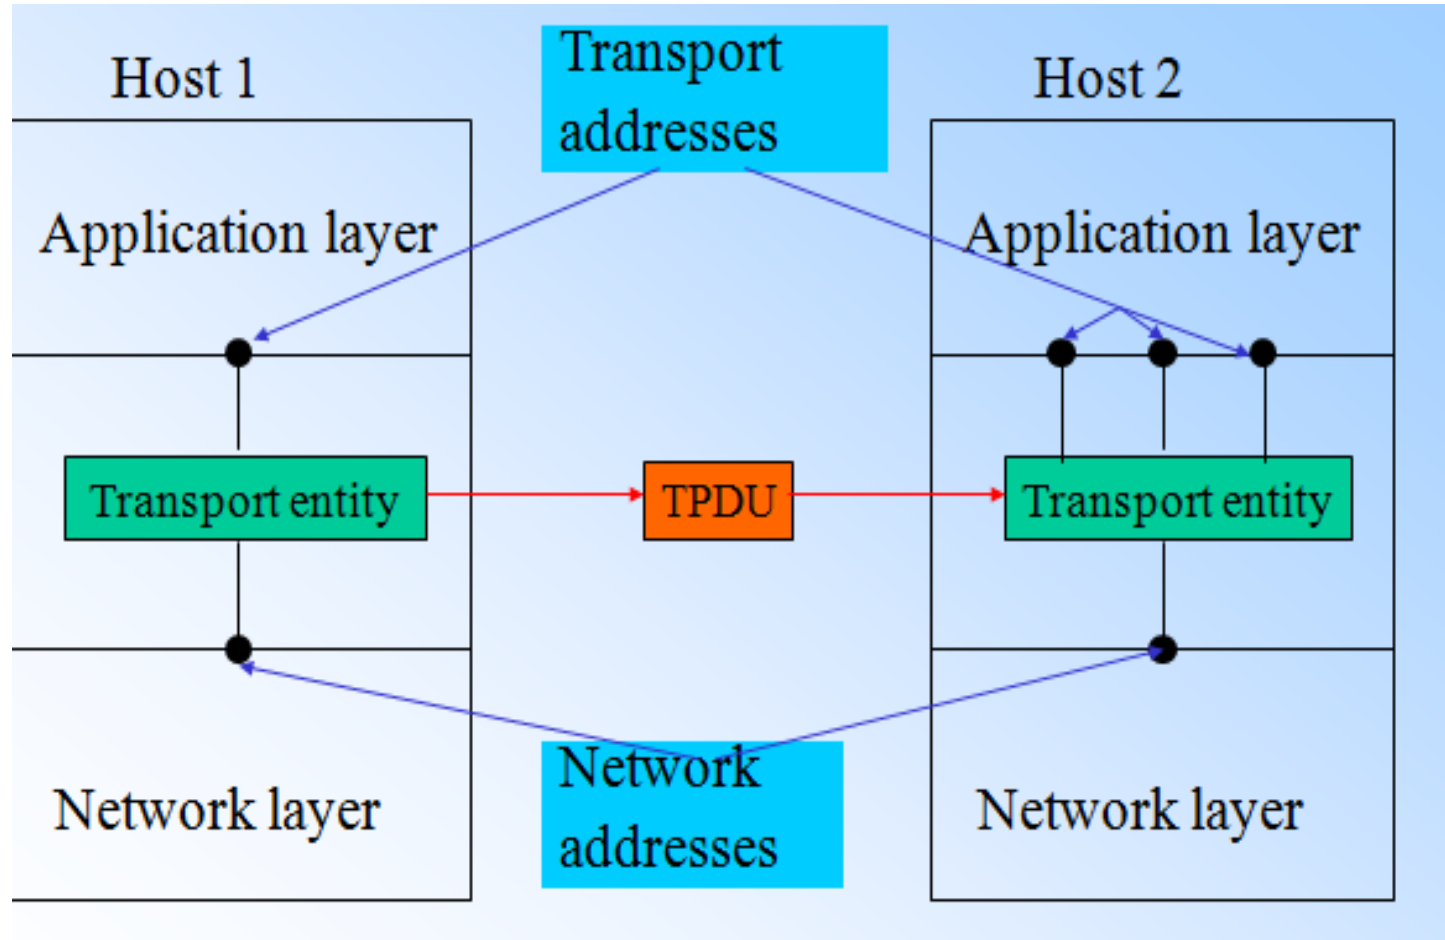 Host 1
Transport
addresses
Host 2
Application layer
Application layer
Transport entity
TPDU
Transport entity
Network
addresses
Network layer
Network layer